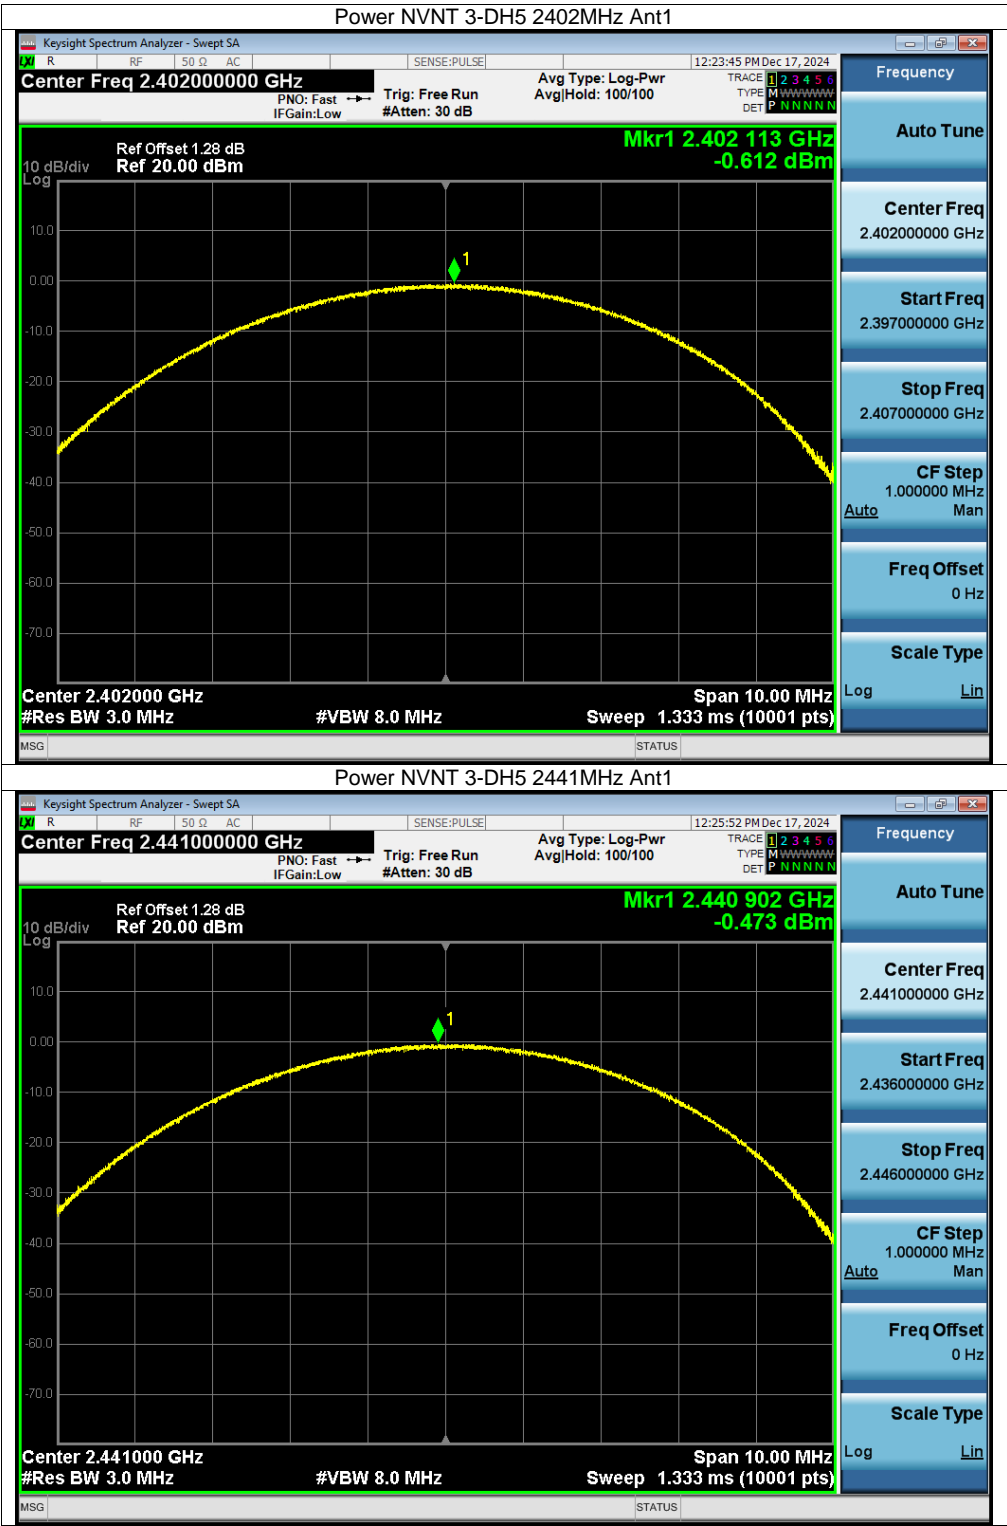 Power NVNT 3-DH5 2402MHz Ant1
Keysight Spectrum Analyzer - Swept SA
LXI R RF 50 Ω AC SENSE:PULSE 12:23:45 PM Dec 17, 2024
Center Freq 2.402000000 GHz Avg Type: Log-Pwr TRACE 1 2 3 4 5 6
PNO: Fast Trig: Free Run Avg|Hold: 100/100 TYPE M W W W W W
IFGain:Low #Atten: 30 dB DET P N N N N N
Frequency
Auto Tune
Mkr1 2.402 113 GHz
-0.612 dBm
Ref Offset 1.28 dB
10 dB/div Ref 20.00 dBm
Log
10.0
0.00
-10.0
-20.0
-30.0
-40.0
-50.0
-60.0
-70.0
1
Center Freq
2.402000000 GHz
Start Freq
2.397000000 GHz
Stop Freq
2.407000000 GHz
CF Step
1.000000 MHz
Auto Man
Freq Offset
0 Hz
Scale Type
Log Lin
Center 2.402000 GHz Span 10.00 MHz
#Res BW 3.0 MHz #VBW 8.0 MHz Sweep 1.333 ms (10001 pts)
MSG STATUS
Power NVNT 3-DH5 2441MHz Ant1
Keysight Spectrum Analyzer - Swept SA
LXI R RF 50 Ω AC SENSE:PULSE 12:25:52 PM Dec 17, 2024
Center Freq 2.441000000 GHz Avg Type: Log-Pwr TRACE 1 2 3 4 5 6
PNO: Fast Trig: Free Run Avg|Hold: 100/100 TYPE M W W W W W
IFGain:Low #Atten: 30 dB DET P N N N N N
Frequency
Auto Tune
Mkr1 2.440 902 GHz
-0.473 dBm
Ref Offset 1.28 dB
10 dB/div Ref 20.00 dBm
Log
10.0
0.00
-10.0
-20.0
-30.0
-40.0
-50.0
-60.0
-70.0
1
Center Freq
2.441000000 GHz
Start Freq
2.436000000 GHz
Stop Freq
2.446000000 GHz
CF Step
1.000000 MHz
Auto Man
Freq Offset
0 Hz
Scale Type
Log Lin
Center 2.441000 GHz Span 10.00 MHz
#Res BW 3.0 MHz #VBW 8.0 MHz Sweep 1.333 ms (10001 pts)
MSG STATUS